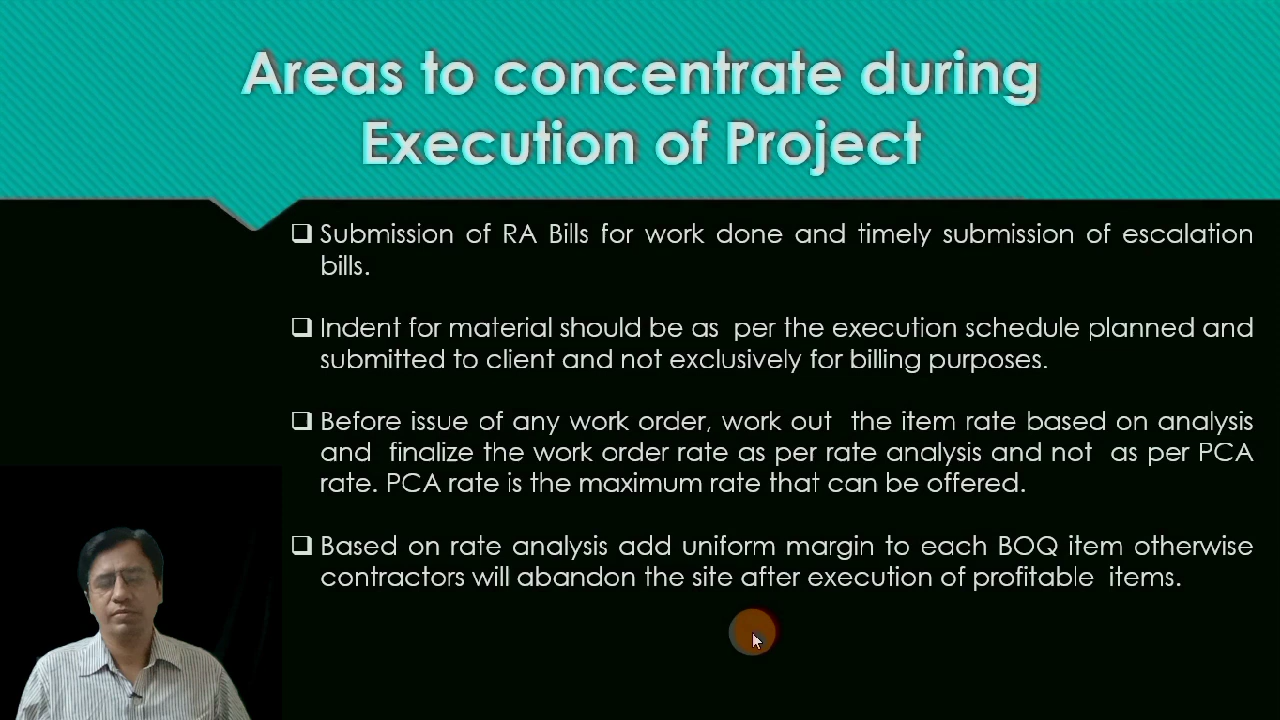 Areas to concentrate during
Execution of Project
Submission of RA Bills for work done and timely submission of escalation
bills.
Indent for material should be as per the execution schedule planned and
submitted to client and not exclusively for billing purposes.
Before issue of any work order, work out the item rate based on analysis
and finalize the work order rate as per rate analysis and not as per PCA
rate. PCA rate is the maximum rate that can be offered.
Based on rate analysis add uniform margin to each BOQ item otherwise
contractors will abandon the site after execution of profitable items.